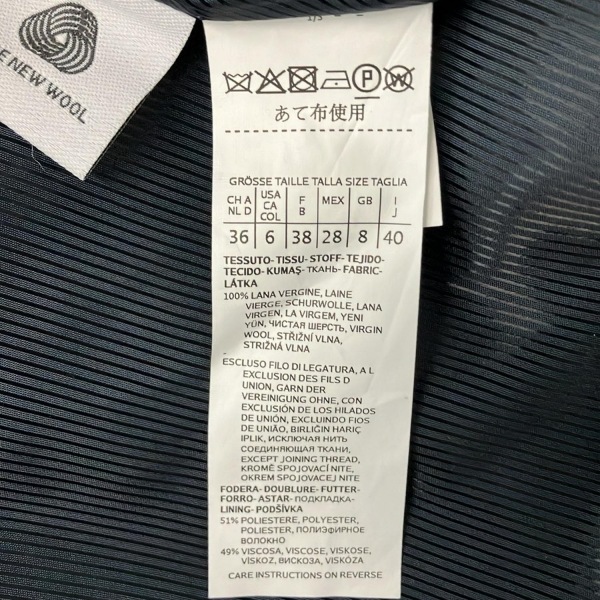 1/3
E NEW WOOL
P
W
あて布使用
GRÖSSE TAILLE TALLA SIZE TAGLIA
CH A NL D USA CA COL F B MEX GB I J
36 6 38 28 8 40
TESSUTO- TISSU- STOFF- TEJIDO-
TECIDO- KUMAŞ- ТКАНЬ- FABRIC-
LÁTKA
100% LANA VERGINE, LAINE
VIERGE, SCHURWOLLE, LANA
VIRGEN, LA VIRGEM, YENI
YÜN, ЧИСТАЯ ШЕРСТЬ, VIRGIN
WOOL, STŘIŽNÍ VLNA,
STRIŽNÁ VLNA
ESCLUSO FILO DI LEGATURA, A L
EXCLUSION DES FILS D
UNION, GARN DER
VEREINIGUNG OHNE, CON
EXCLUSIÓN DE LOS HILADOS
DE UNIÓN, EXCLUINDO FIOS
DE UNIÃO, BIRLIĞIN HARIÇ
IPLIK, ИСКЛЮЧАЯ НИТЬ
СОЕДИНЯЮЩАЯ ТКАНИ,
EXCEPT JOINING THREAD,
KROMĚ SPOJOVACÍ NITE,
OKREM SPOJOVACEJ NITE
FODERA- DOUBLURE- FUTTER-
FORRO- ASTAR- ПОДКЛАДКА-
LINING- PODŠÍVKA
51% POLIESTERE, POLYESTER,
POLIESTER, ПОЛИЭФИРНОЕ
ВОЛОКНО
49% VISCOSA, VISCOSE, VISKOSE,
VISKOZ, ВИСКОЗА, VISKÓZA
CARE INSTRUCTIONS ON REVERSE